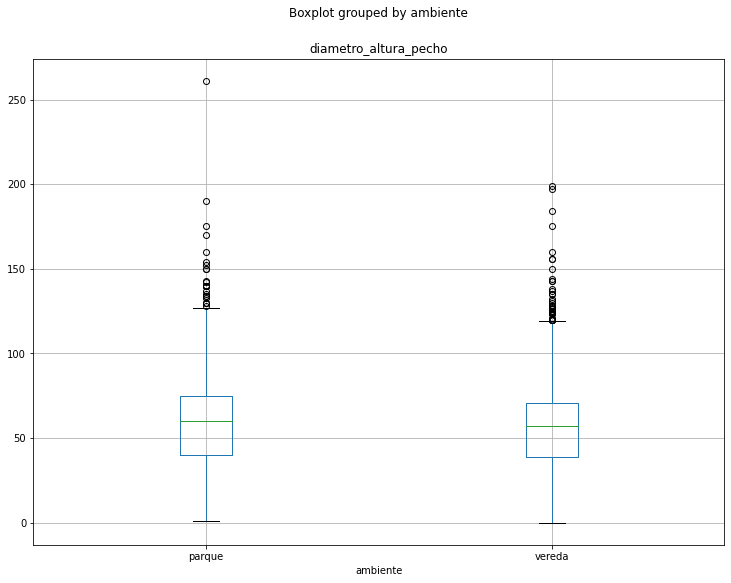 Boxplot grouped by ambiente
diametro_altura_pecho
250
200
150
100
50
0
parque
vereda
ambiente